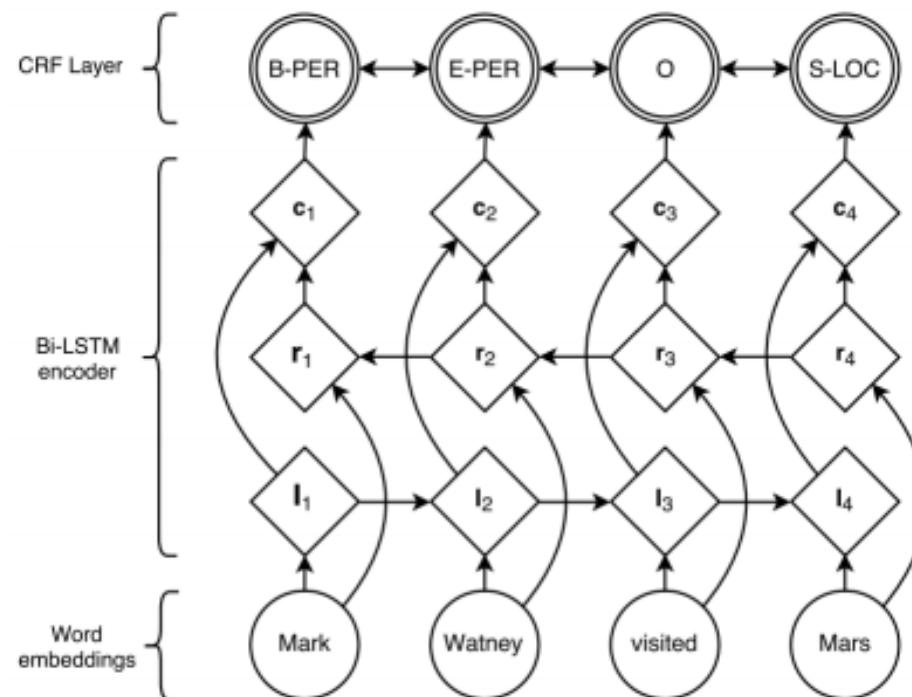 CRF Layer
B-PER E-PER O S-LOC
c1 c2 c3 c4
Bi-LSTM
encoder
r1 r2 r3 r4
l1 l2 l3 l4
Word
embeddings
Mark Watney visited Mars